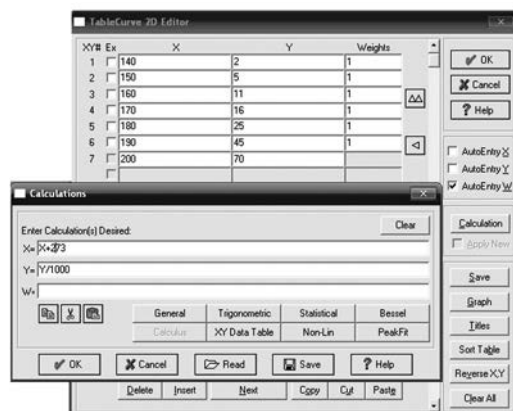 TableCurve 2D Editor
XY# Ex X Y Weights
1 140 2 1
2 150 5 1
3 160 11 1
4 170 16 1
5 180 25 1
6 190 45 1
7 200 70
OK
Cancel
? Help
AutoEntry X
AutoEntry Y
AutoEntry W
Calculation
Apply New
Save
Graph
Titles
Sort Table
Reverse X,Y
Clear All
Calculations
Enter Calculation(s) Desired:
Clear
Y= Y/1000
W=
General Trigonometric Statistical Bessel
Calculus XY Data Table Non-Lin PeakFit
OK Cancel Read Save ? Help
Delete Insert Next Copy Cut Paste